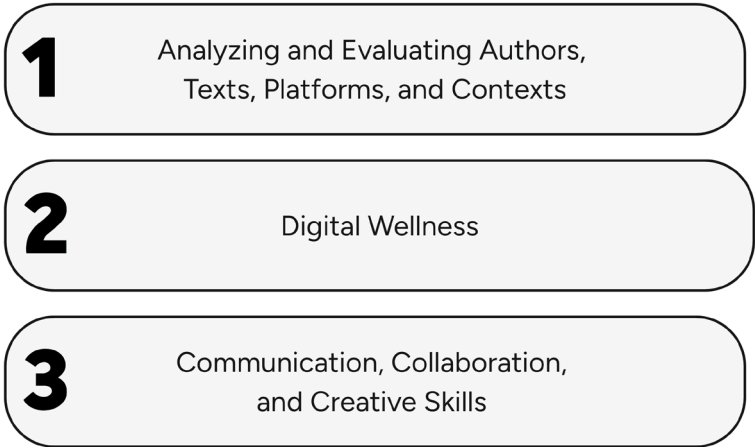 1
Analyzing and Evaluating Authors,
Texts, Platforms, and Contexts
2
Digital Wellness
3
Communication, Collaboration,
and Creative Skills